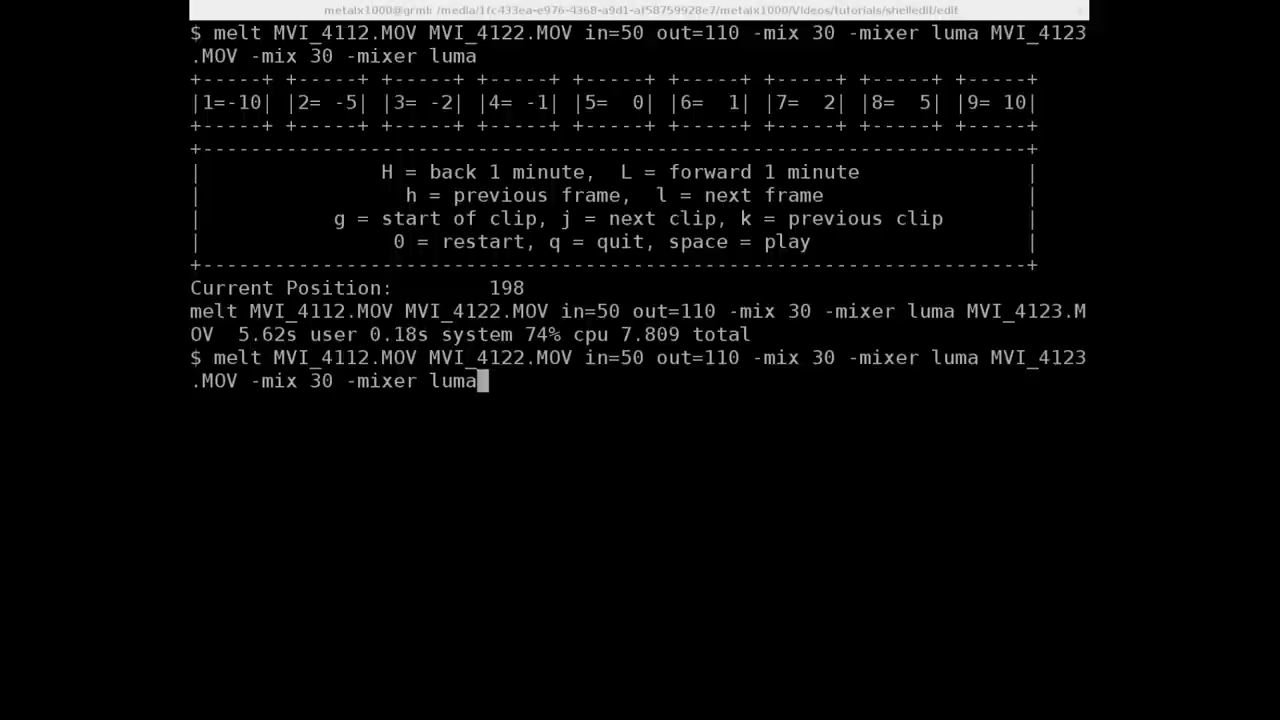 metalx1000@grml: /media/1fc433ea-e976-4368-a9d1-af58759928e7/metalx1000/Videos/tutorials/shelledit/edit
$ melt MVI_4112.MOV MVI_4122.MOV in=50 out=110 -mix 30 -mixer luma MVI_4123
.MOV -mix 30 -mixer luma
+-----+ +-----+ +-----+ +-----+ +-----+ +-----+ +-----+ +-----+ +-----+
|1=-10| |2= -5| |3= -2| |4= -1| |5=  0| |6=  1| |7=  2| |8=  5| |9= 10|
+-----+ +-----+ +-----+ +-----+ +-----+ +-----+ +-----+ +-----+ +-----+
+---------------------------------------------------------------------+
|               H = back 1 minute,  L = forward 1 minute              |
|                 h = previous frame,  l = next frame                 |
|           g = start of clip, j = next clip, k = previous clip       |
|                0 = restart, q = quit, space = play                  |
+---------------------------------------------------------------------+
Current Position:        198
melt MVI_4112.MOV MVI_4122.MOV in=50 out=110 -mix 30 -mixer luma MVI_4123.M
OV  5.62s user 0.18s system 74% cpu 7.809 total
$ melt MVI_4112.MOV MVI_4122.MOV in=50 out=110 -mix 30 -mixer luma MVI_4123
.MOV -mix 30 -mixer luma